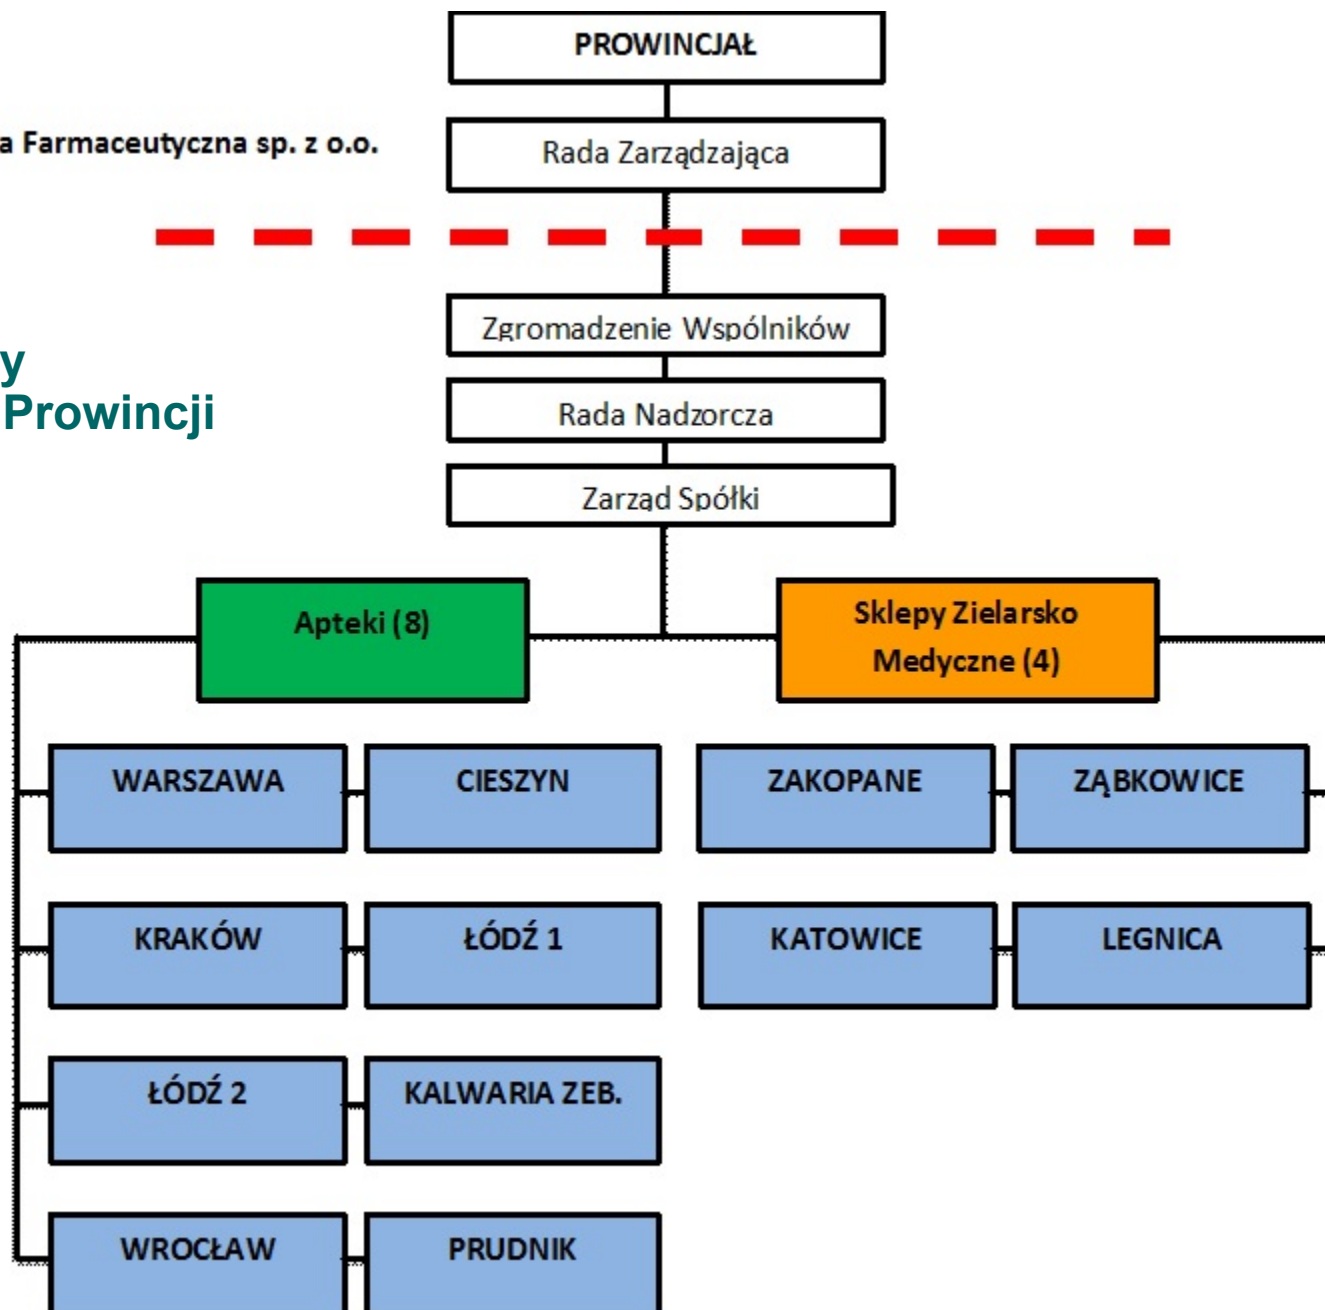 PROWINCJAŁ
a Farmaceutyczna sp. z o.o.
Rada Zarządzająca
Zgromadzenie Wspólników
y
Prowincji
Rada Nadzorcza
Zarząd Spółki
Apteki (8)
Sklepy Zielarsko
Medyczne (4)
WARSZAWA
CIESZYN
ZAKOPANE
ZĄBKOWICE
KRAKÓW
ŁÓDŹ 1
KATOWICE
LEGNICA
ŁÓDŹ 2
KALWARIA ZEB.
WROCŁAW
PRUDNIK